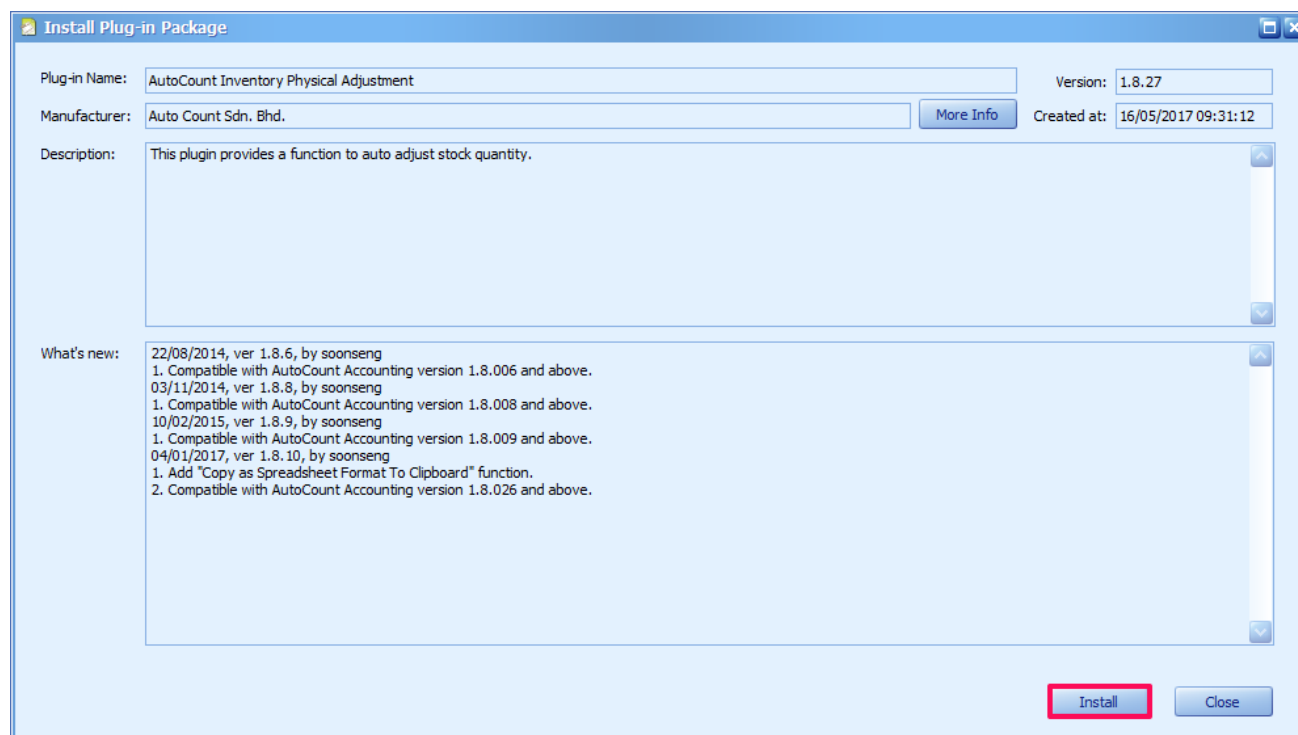 Install Plug-in Package
Plug-in Name: AutoCount Inventory Physical Adjustment Version: 1.8.27
Manufacturer: Auto Count Sdn. Bhd. More Info Created at: 16/05/2017 09:31:12
Description: This plugin provides a function to auto adjust stock quantity.
What's new: 22/08/2014, ver 1.8.6, by soonseng
1. Compatible with AutoCount Accounting version 1.8.006 and above.
03/11/2014, ver 1.8.8, by soonseng
1. Compatible with AutoCount Accounting version 1.8.008 and above.
10/02/2015, ver 1.8.9, by soonseng
1. Compatible with AutoCount Accounting version 1.8.009 and above.
04/01/2017, ver 1.8.10, by soonseng
1. Add "Copy as Spreadsheet Format To Clipboard" function.
2. Compatible with AutoCount Accounting version 1.8.026 and above.
Install Close